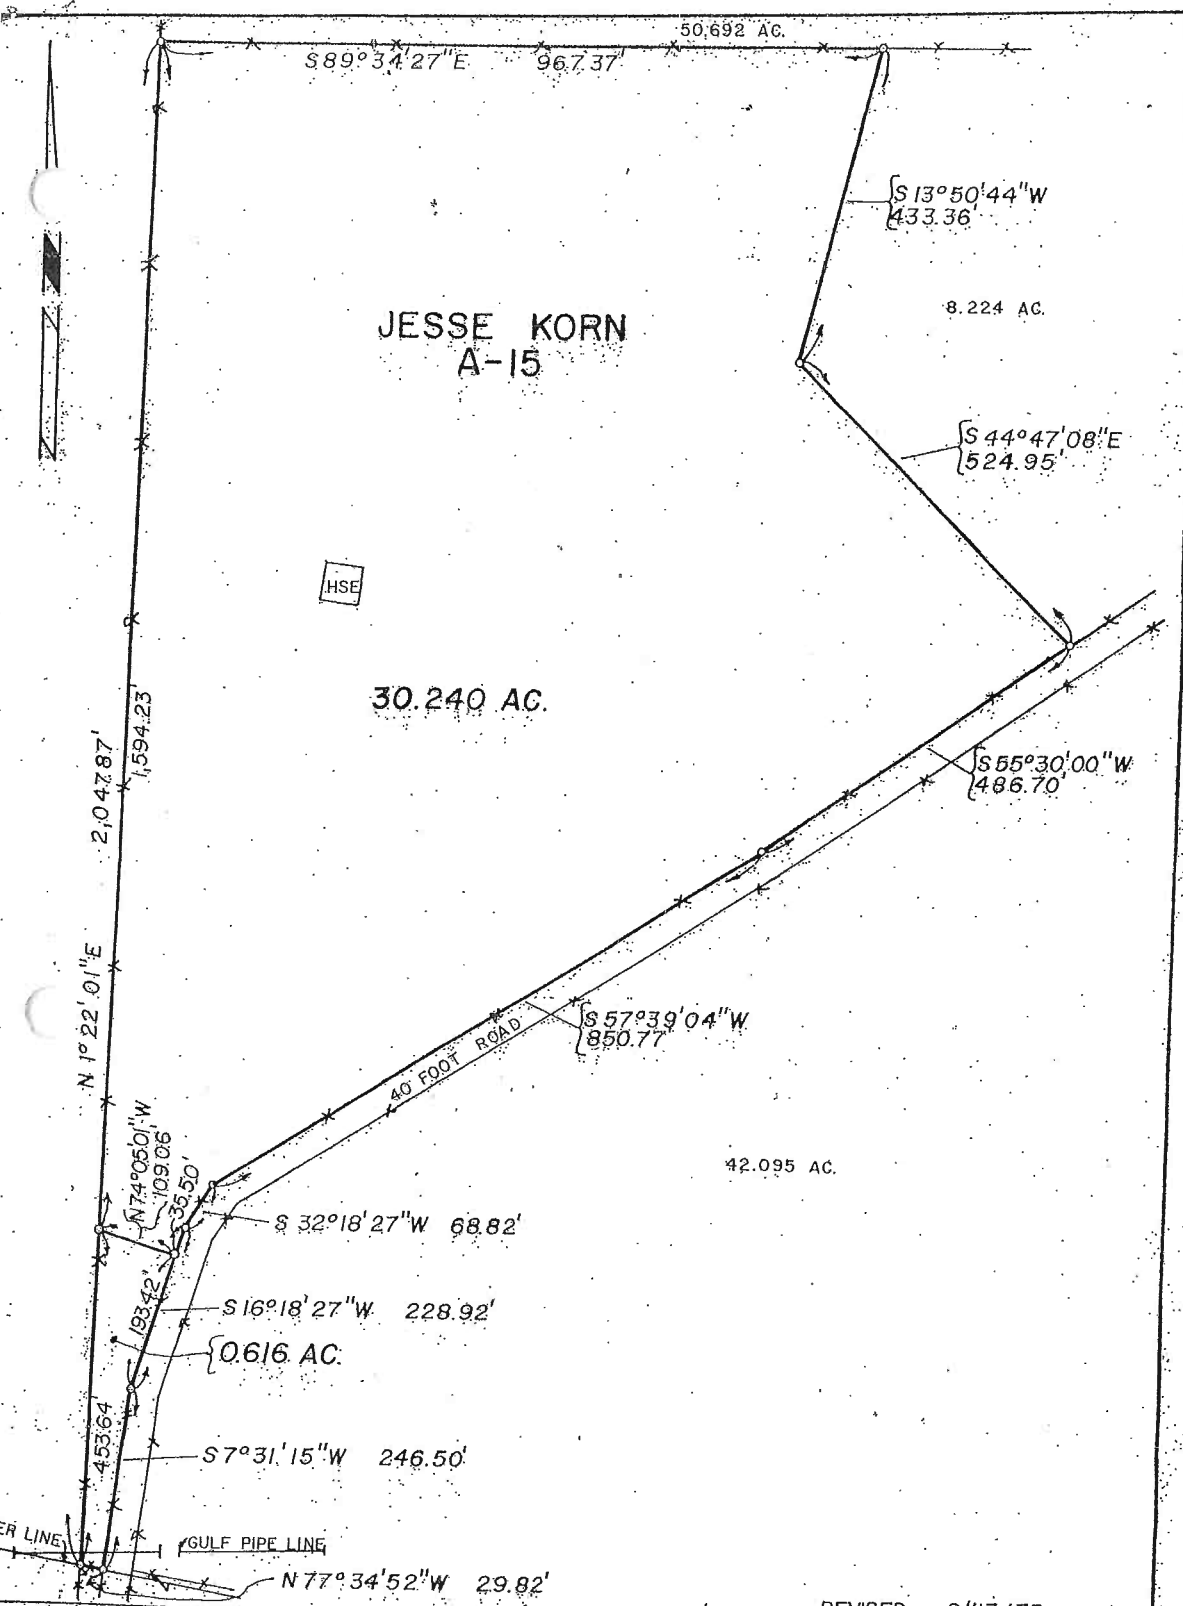 50.692 AC.
S 89° 34' 27" E 967.37'
S 13° 50' 44" W
433.36'
8.224 AC.
JESSE KORN
A-15
N
S 44° 47' 08" E
524.95'
HSE
30.240 AC.
1,594.23'
2,047.87'
N 1° 22' 01" E
S 55° 30' 00" W
486.70'
S 57° 39' 04" W
850.77'
40 FOOT ROAD
42.095 AC.
N 74° 05' 01" W
109.06'
35.50'
S 32° 18' 27" W 68.82'
193.42'
S 16° 18' 27" W 228.92'
0.616 AC.
453.64'
S 7° 31' 15" W 246.50'
ER LINE
GULF PIPE LINE
N 77° 34' 52" W 29.82'
REVISED